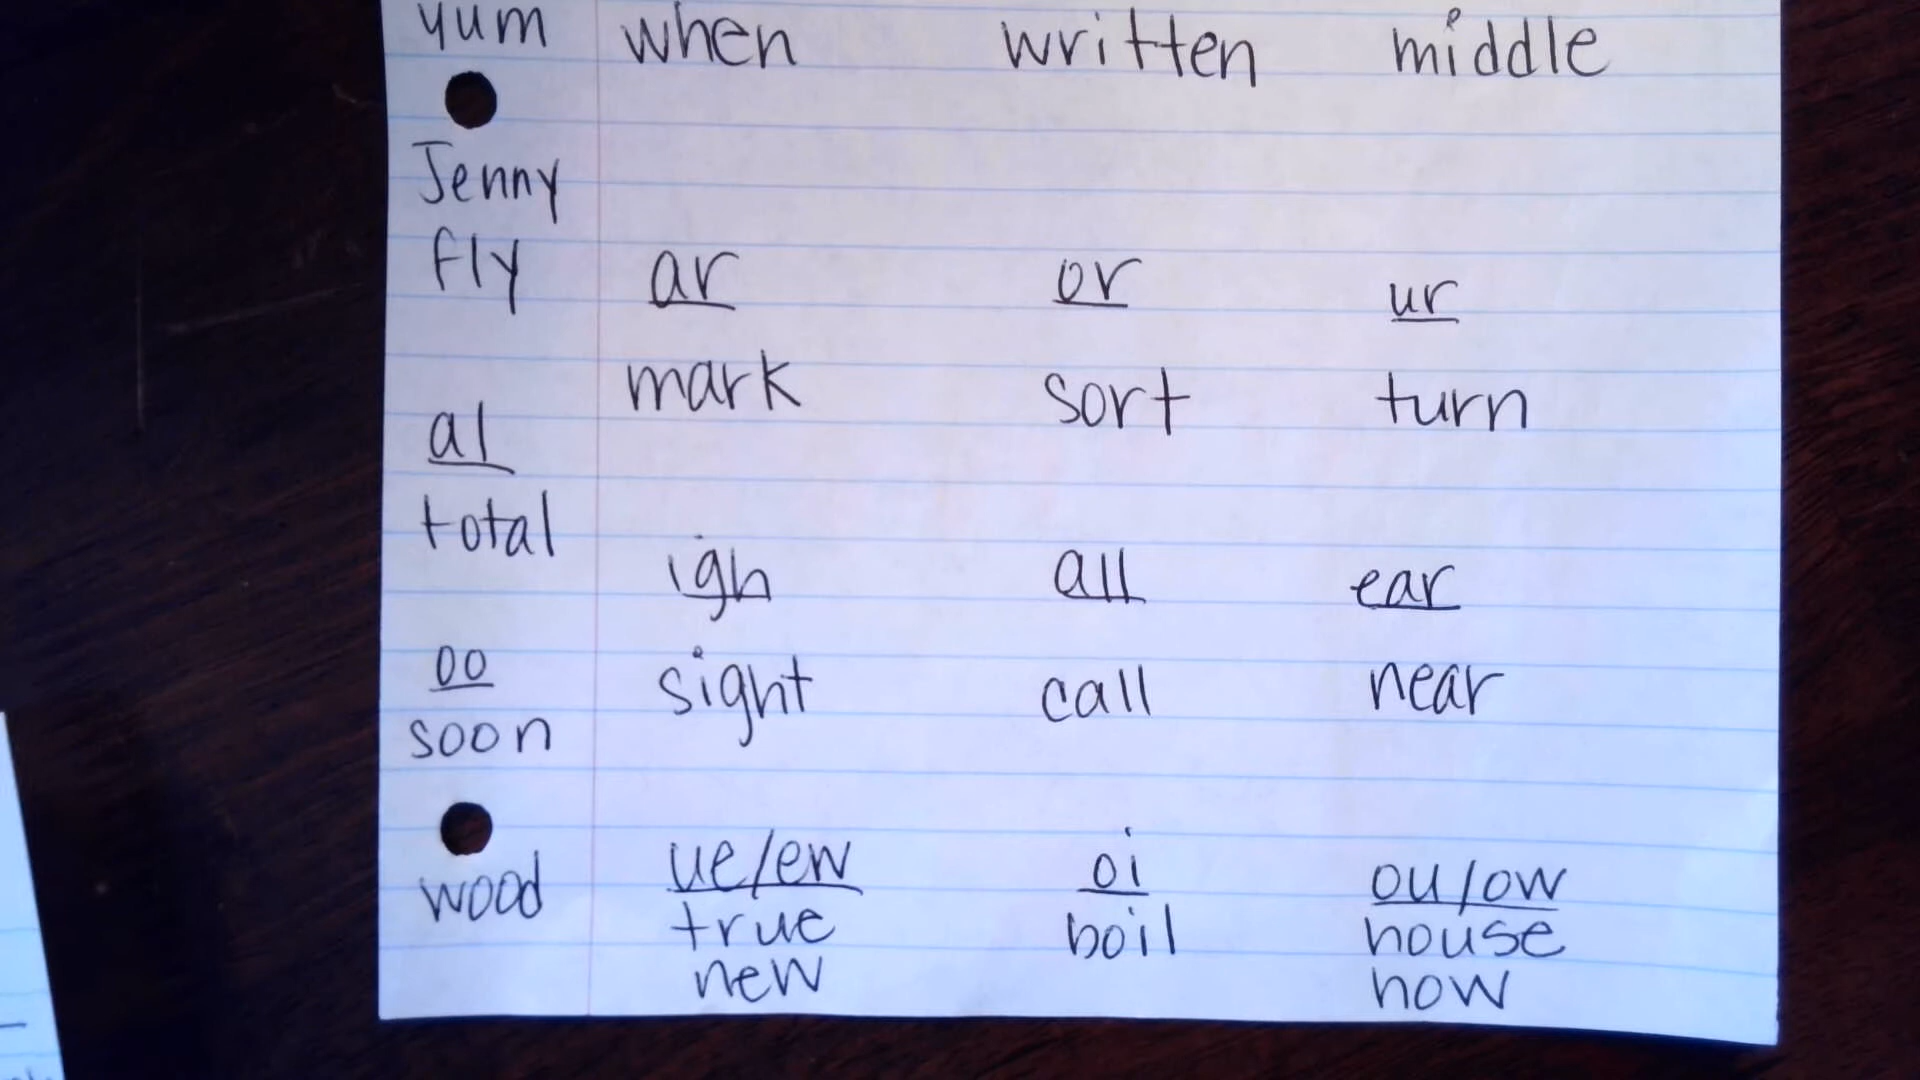 yum when written middle
Jenny
fly ar or ur
mark sort turn
al
total
igh all ear
oo
soon sight call near
ue/ew oi ou/ow
wood true boil house
new how